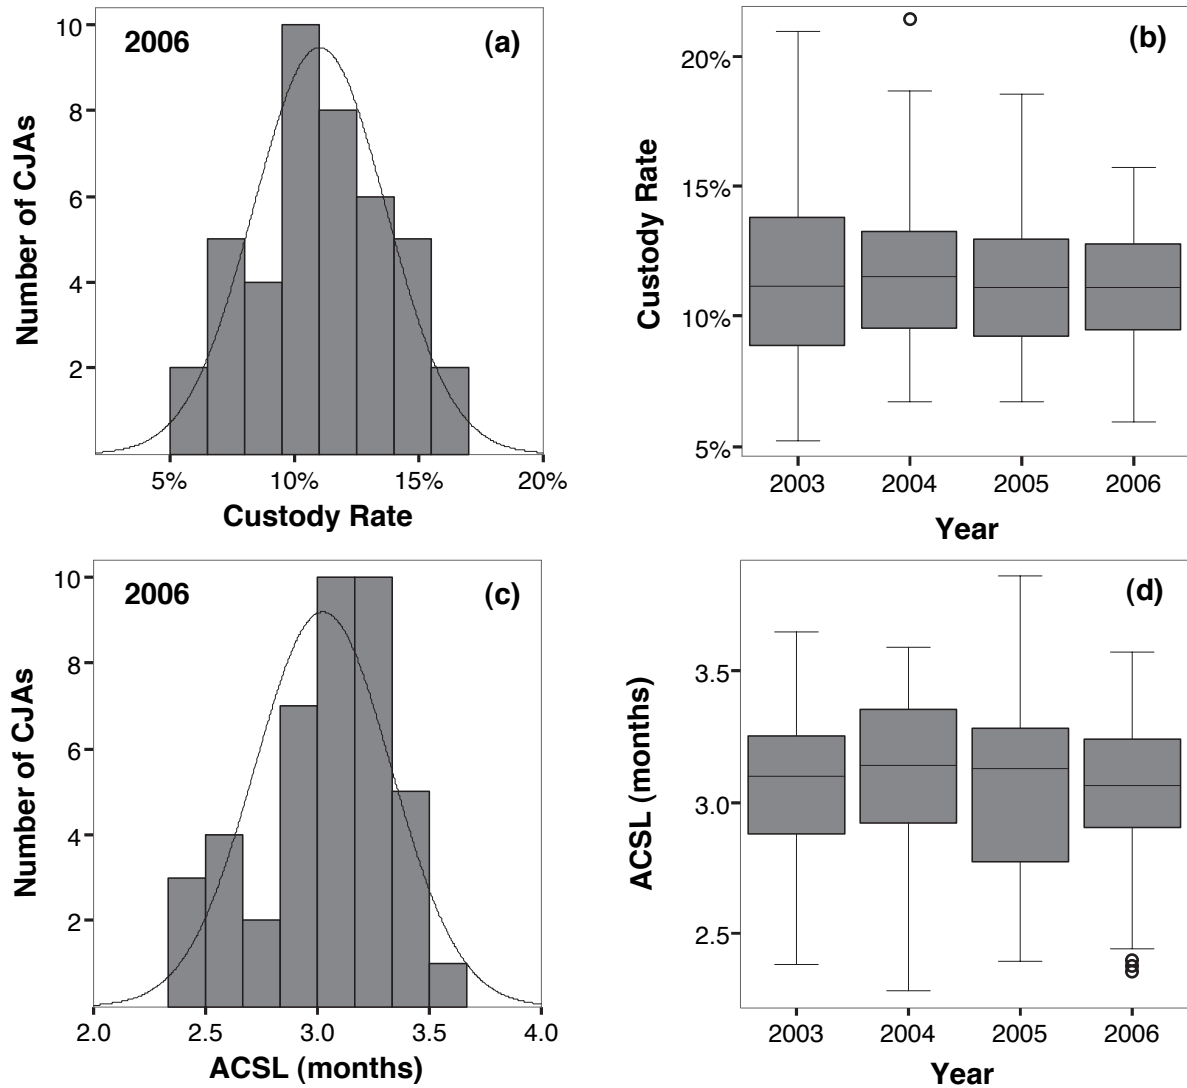 2006
(a)
10
8
6
4
2
Number of CJAs
5% 10% 15% 20%
Custody Rate
(b)
20%
15%
10%
5%
Custody Rate
2003 2004 2005 2006
Year
2006
(c)
10
8
6
4
2
Number of CJAs
2.0 2.5 3.0 3.5 4.0
ACSL (months)
(d)
3.5
3.0
2.5
ACSL (months)
2003 2004 2005 2006
Year